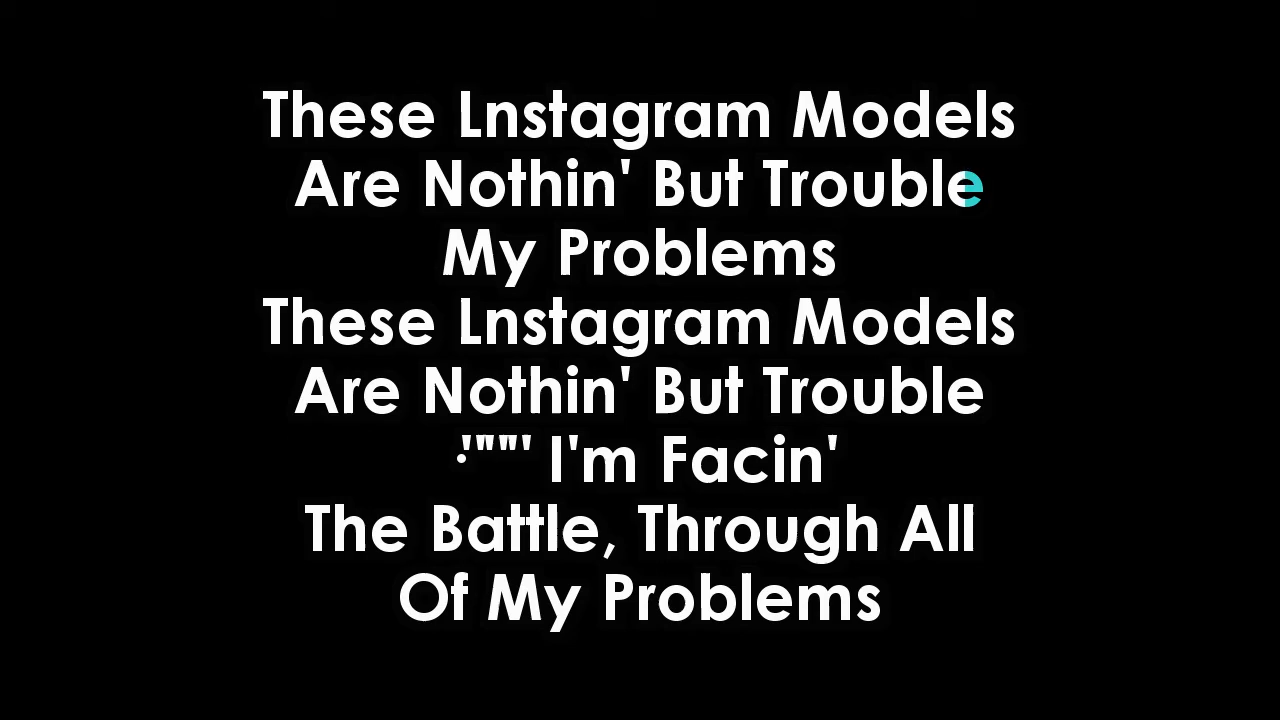 These Lnstagram Models
Are Nothin' But Trouble
My Problems
These Lnstagram Models
Are Nothin' But Trouble
·'""' I'm Facin'
The Battle, Through All
Of My Problems